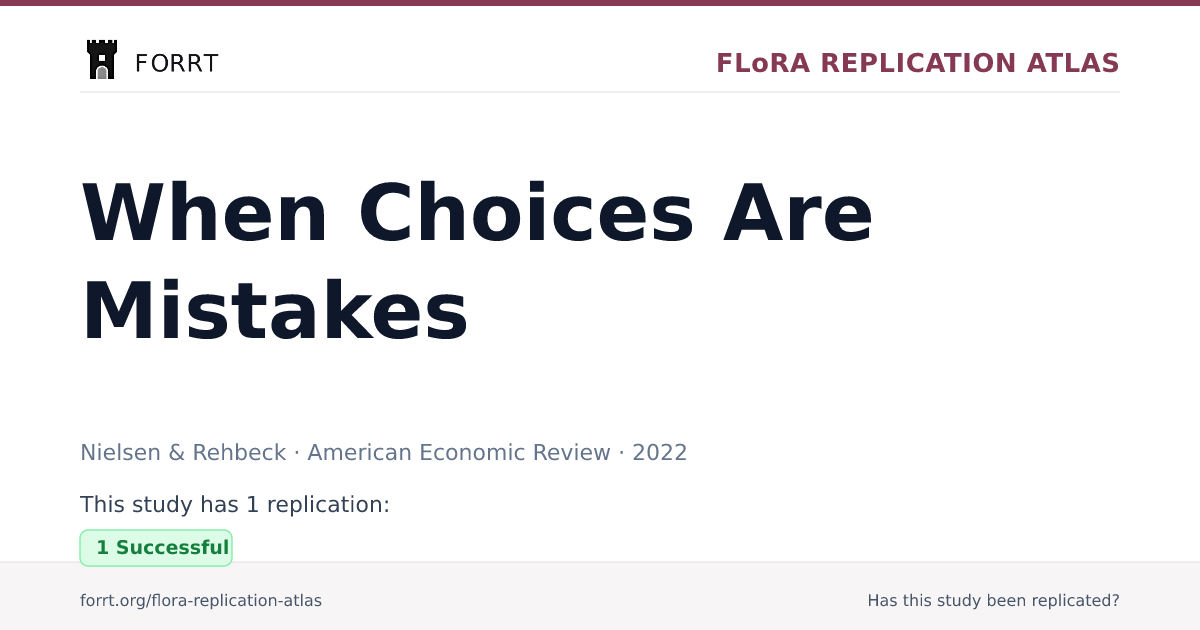 FORRT
FLoRA REPLICATION ATLAS
When Choices Are
Mistakes
Nielsen & Rehbeck · American Economic Review · 2022
This study has 1 replication:
1 Successful
forrt.org/flora-replication-atlas
Has this study been replicated?